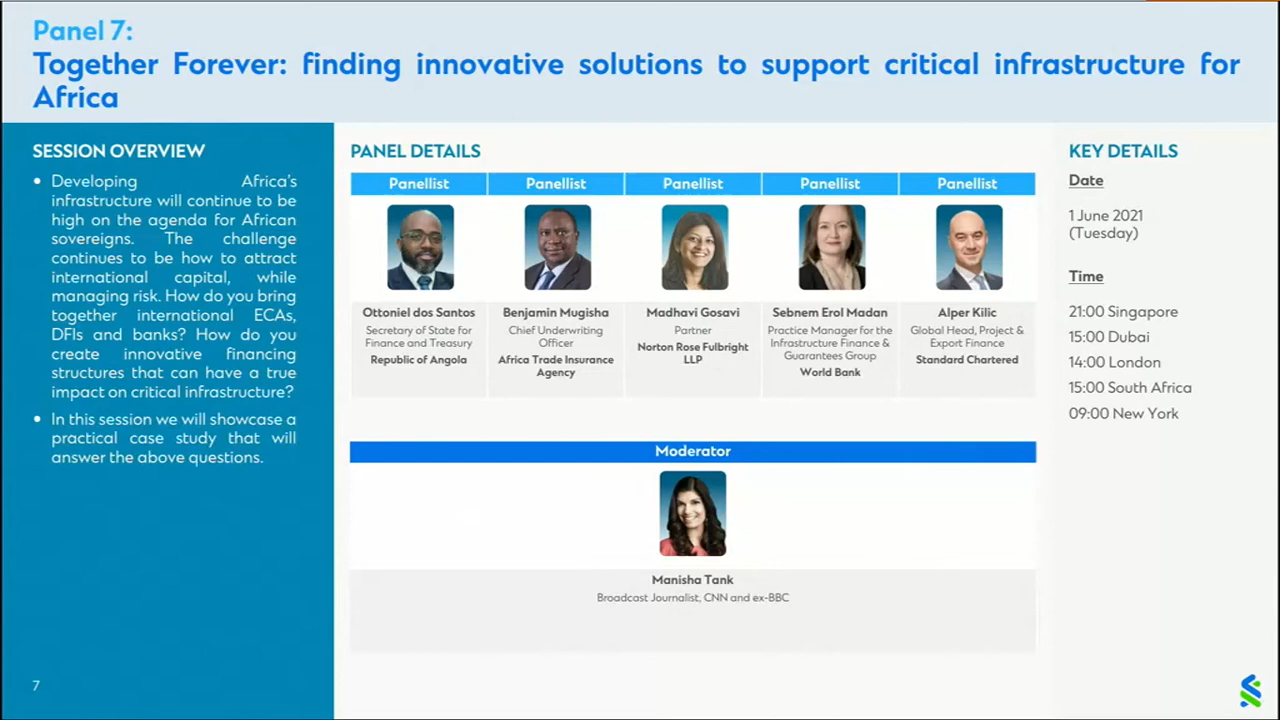 Panel 7:
Together Forever: finding innovative solutions to support critical infrastructure for
Africa
SESSION OVERVIEW
• Developing Africa's
infrastructure will continue to be
high on the agenda for African
sovereigns. The challenge
continues to be how to attract
international capital, while
managing risk. How do you bring
together international ECAs,
DFIs and banks? How do you
create innovative financing
structures that can have a true
impact on critical infrastructure?
• In this session we will showcase a
practical case study that will
answer the above questions.
7
PANEL DETAILS
Panellist
Ottoniel dos Santos
Secretary of State for
Finance and Treasury
Republic of Angola
Panellist
Benjamin Mugisha
Chief Underwriting
Officer
Africa Trade Insurance
Agency
Panellist
Madhavi Gosavi
Partner
Norton Rose Fulbright
LLP
Panellist
Sebnem Erol Madan
Practice Manager for the
Infrastructure Finance &
Guarantees Group
World Bank
Panellist
Alper Kilic
Global Head, Project &
Export Finance
Standard Chartered
Moderator
Manisha Tank
Broadcast Journalist, CNN and ex-BBC
KEY DETAILS
Date
1 June 2021
(Tuesday)
Time
21:00 Singapore
15:00 Dubai
14:00 London
15:00 South Africa
09:00 New York